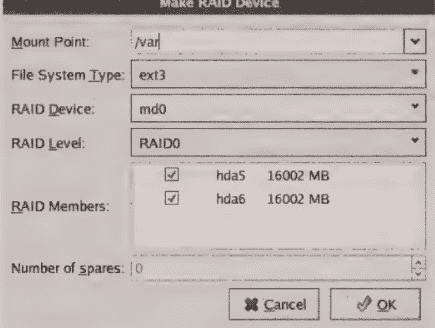 Make RAID Device
Mount Point: /var
File System Type: ext3
RAID Device: md0
RAID Level: RAID0
hda5 16002 MB
hda6 16002 MB
RAID Members:
Number of spares: 0
Cancel OK